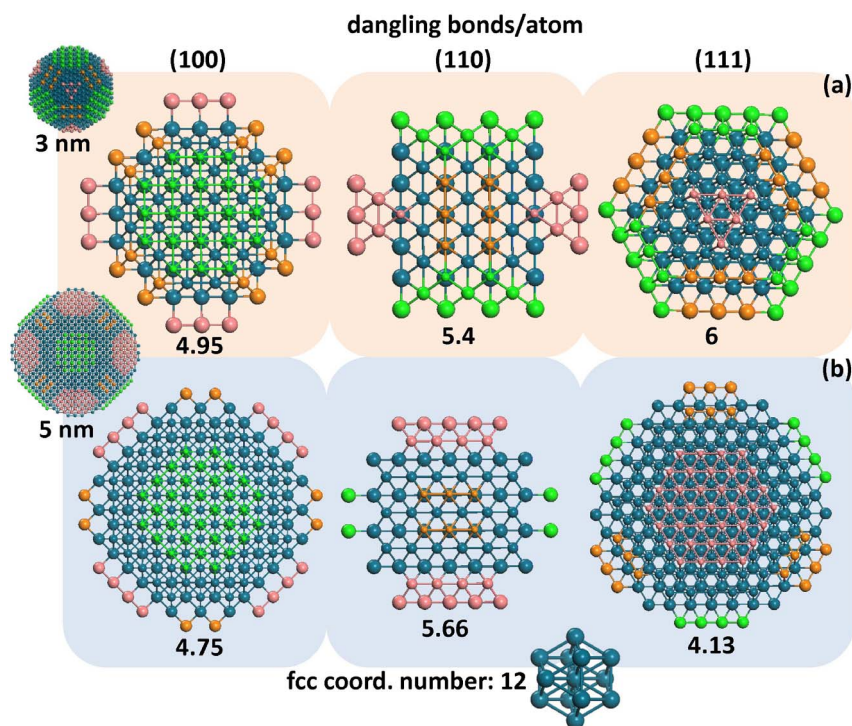 dangling bonds/atom
(100) (110) (111)
(a)
3 nm
4.95 5.4 6
(b)
5 nm
4.75 5.66 4.13
fcc coord. number: 12